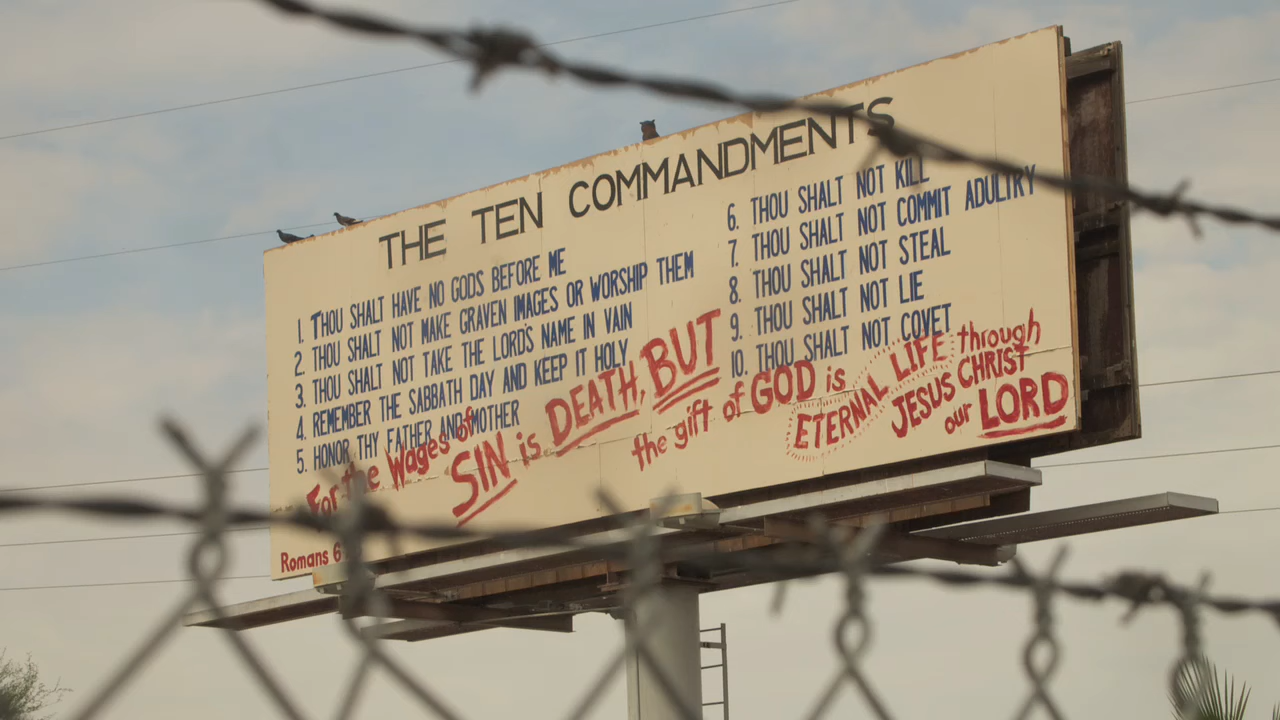 THE TEN COMMANDMENTS
1. THOU SHALT HAVE NO GODS BEFORE ME
2. THOU SHALT NOT MAKE GRAVEN IMAGES OR WORSHIP THEM
3. THOU SHALT NOT TAKE THE LORD'S NAME IN VAIN
4. REMEMBER THE SABBATH DAY AND KEEP IT HOLY
5. HONOR THY FATHER AND MOTHER
6. THOU SHALT NOT KILL
7. THOU SHALT NOT COMMIT ADULTRY
8. THOU SHALT NOT STEAL
9. THOU SHALT NOT LIE
10. THOU SHALT NOT COVET
For the Wages of
SIN is DEATH, BUT
the gift of GOD is
ETERNAL LIFE through
JESUS CHRIST
our LORD
Romans 6